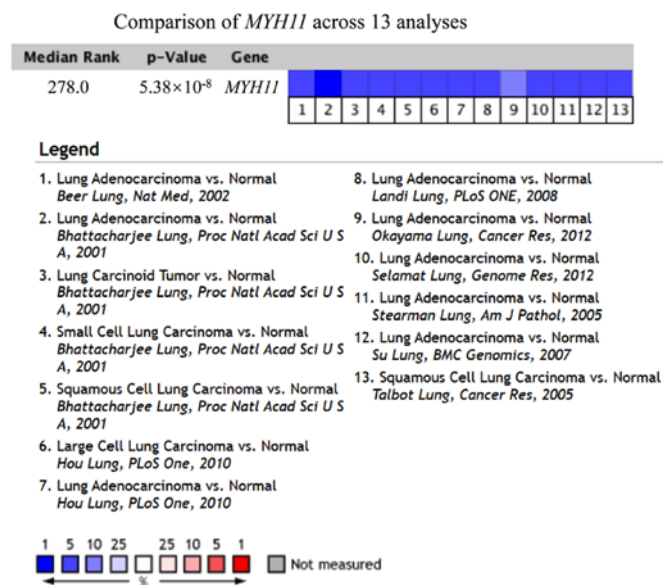 Comparison of MYH11 across 13 analyses
Median Rank p-Value Gene
278.0 5.38×10⁻⁸ MYH11
1 2 3 4 5 6 7 8 9 10 11 12 13
Legend
1. Lung Adenocarcinoma vs. Normal
Beer Lung, Nat Med, 2002
2. Lung Adenocarcinoma vs. Normal
Bhattacharjee Lung, Proc Natl Acad Sci U S
A, 2001
3. Lung Carcinoid Tumor vs. Normal
Bhattacharjee Lung, Proc Natl Acad Sci U S
A, 2001
4. Small Cell Lung Carcinoma vs. Normal
Bhattacharjee Lung, Proc Natl Acad Sci U S
A, 2001
5. Squamous Cell Lung Carcinoma vs. Normal
Bhattacharjee Lung, Proc Natl Acad Sci U S
A, 2001
6. Large Cell Lung Carcinoma vs. Normal
Hou Lung, PLoS One, 2010
7. Lung Adenocarcinoma vs. Normal
Hou Lung, PLoS One, 2010
8. Lung Adenocarcinoma vs. Normal
Landi Lung, PLoS ONE, 2008
9. Lung Adenocarcinoma vs. Normal
Okayama Lung, Cancer Res, 2012
10. Lung Adenocarcinoma vs. Normal
Selamat Lung, Genome Res, 2012
11. Lung Adenocarcinoma vs. Normal
Stearman Lung, Am J Pathol, 2005
12. Lung Adenocarcinoma vs. Normal
Su Lung, BMC Genomics, 2007
13. Squamous Cell Lung Carcinoma vs. Normal
Talbot Lung, Cancer Res, 2005
1 5 10 25 25 10 5 1
Not measured
%